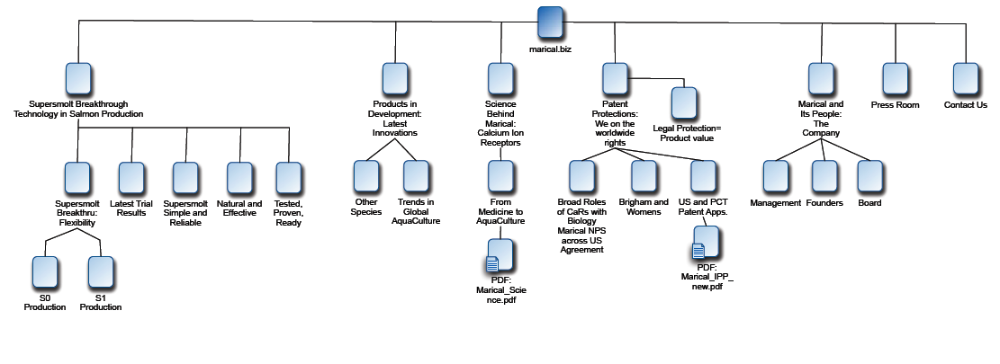 marical.biz
Supersmolt Breakthrough
Technology in Salmon Production
Products in
Development:
Latest
Innovations
Science
Behind
Marical:
Calcium Ion
Receptors
Patent
Protections:
We on the
worldwide
rights
Legal Protection=
Product value
Marical and
Its People:
The
Company
Press Room
Contact Us
Supersmolt
Breakthru:
Flexibility
Latest Trial
Results
Supersmolt
Simple and
Reliable
Natural and
Effective
Tested,
Proven,
Ready
Other
Species
Trends in
Global
AquaCulture
From
Medicine to
AquaCulture
Broad Roles
of CaRs with
Biology
Marical NPS
across US
Agreement
Brigham and
Womens
US and PCT
Patent Apps.
Management
Founders
Board
S0
Production
S1
Production
PDF:
Marical_Scie
nce.pdf
PDF:
Marical_IPP_
new.pdf